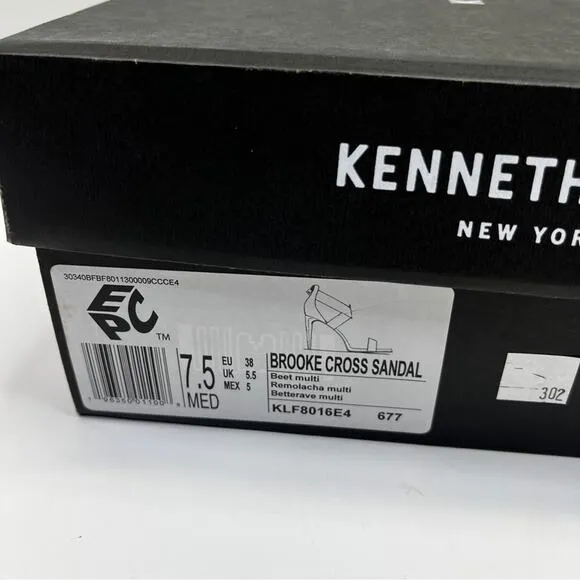 KENNETH
NEW YOR
30340BFBF8011300009CCCE4
EPC TM
7.5 MED
EU 38
UK 5.5
MEX 5
BROOKE CROSS SANDAL
Beet multi
Remolacha multi
Betterave multi
KLF8016E4 677
302